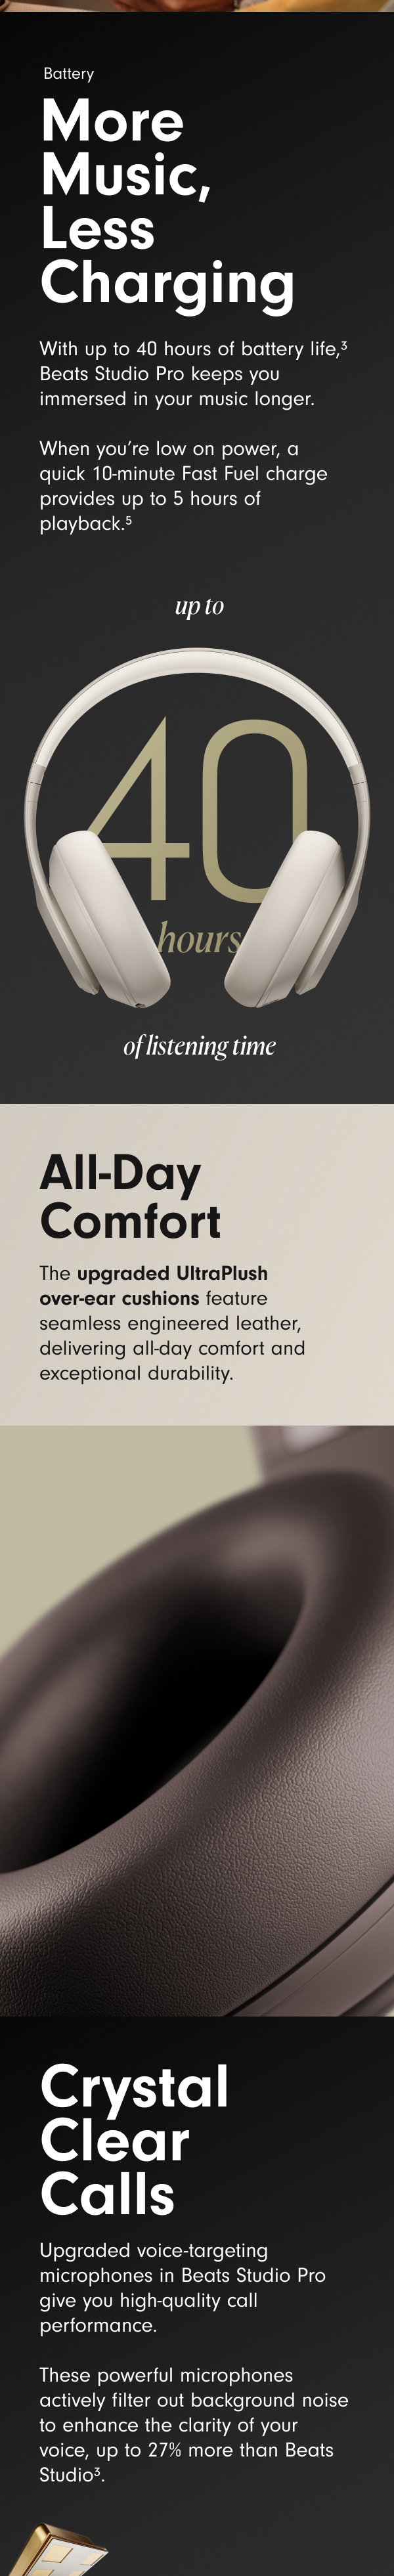 Battery
More
Music,
Less
Charging
With up to 40 hours of battery life,³
Beats Studio Pro keeps you
immersed in your music longer.
When you’re low on power, a
quick 10-minute Fast Fuel charge
provides up to 5 hours of
playback.⁵
up to
40
hours
of listening time
All-Day
Comfort
The upgraded UltraPlush
over-ear cushions feature
seamless engineered leather,
delivering all-day comfort and
exceptional durability.
Crystal
Clear
Calls
Upgraded voice-targeting
microphones in Beats Studio Pro
give you high-quality call
performance.
These powerful microphones
actively filter out background noise
to enhance the clarity of your
voice, up to 27% more than Beats
Studio³.